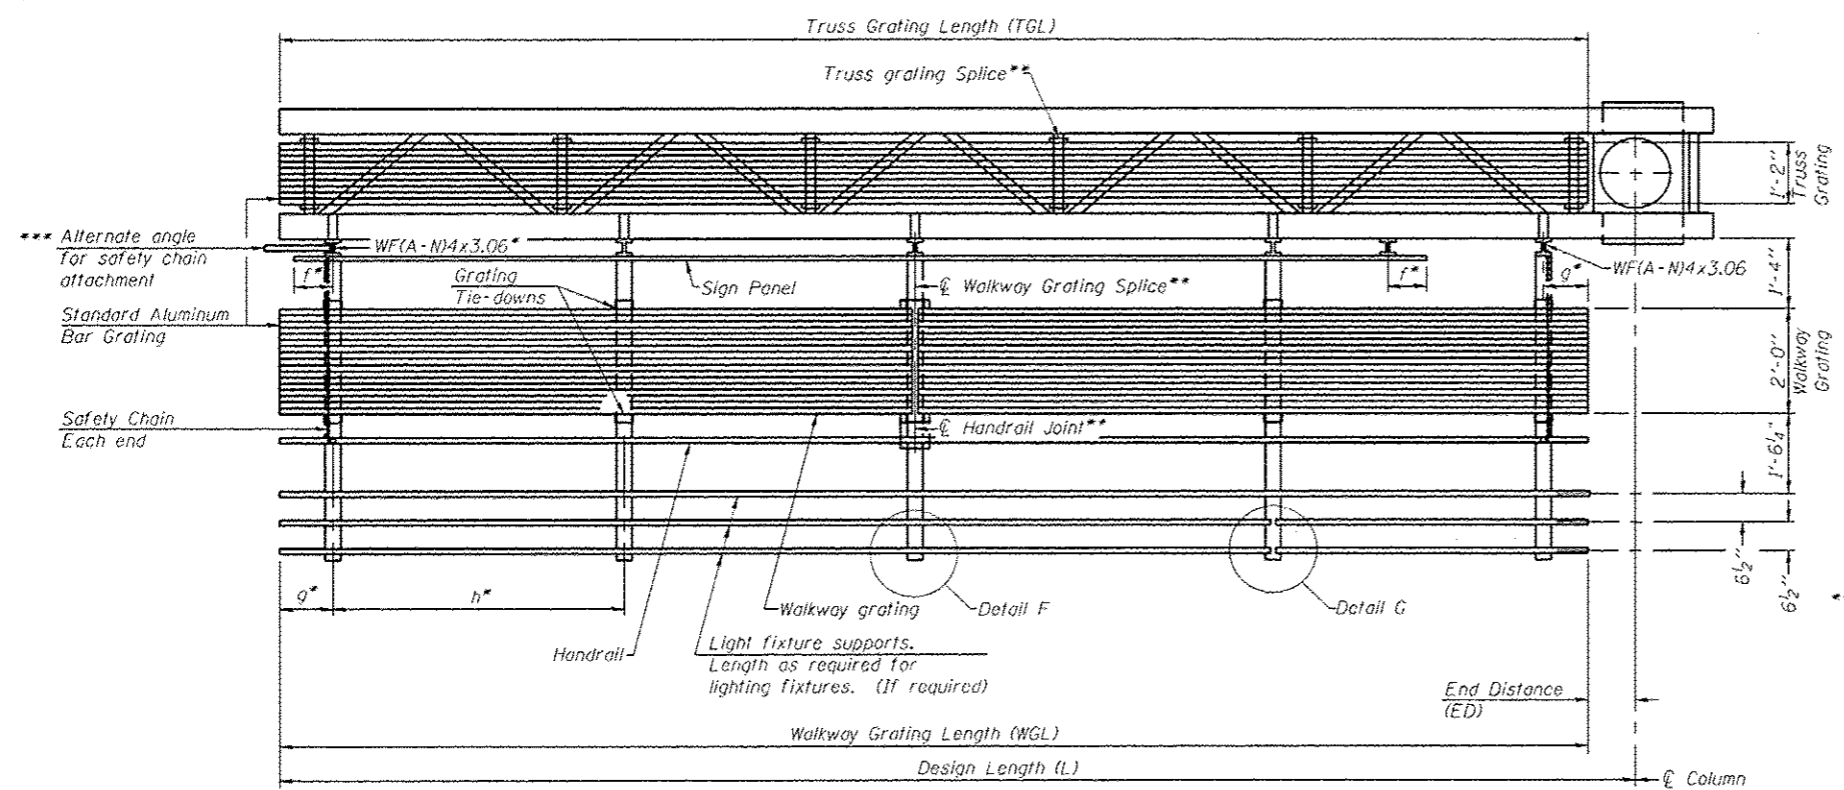 Truss Grating Length (TGL)
Truss grating Splice**
1'-2"
Truss
Grating
*** Alternate angle
for safety chain
attachment
WF(A-N)4x3.06*
WF(A-N)4x3.06
f*
Grating
Tie-downs
Sign Panel
℄ Walkway Grating Splice**
f*
g*
1'-4"
Standard Aluminum
Bar Grating
2'-0"
Walkway
Grating
Safety Chain
Each end
℄ Handrail Joint**
1'-6¼"
6½"
6½"
*
g*
h*
Walkway grating
Detail F
Detail G
Handrail
Light fixture supports.
Length as required for
lighting fixtures. (If required)
End Distance
(ED)
Walkway Grating Length (WGL)
Design Length (L)
℄ Column